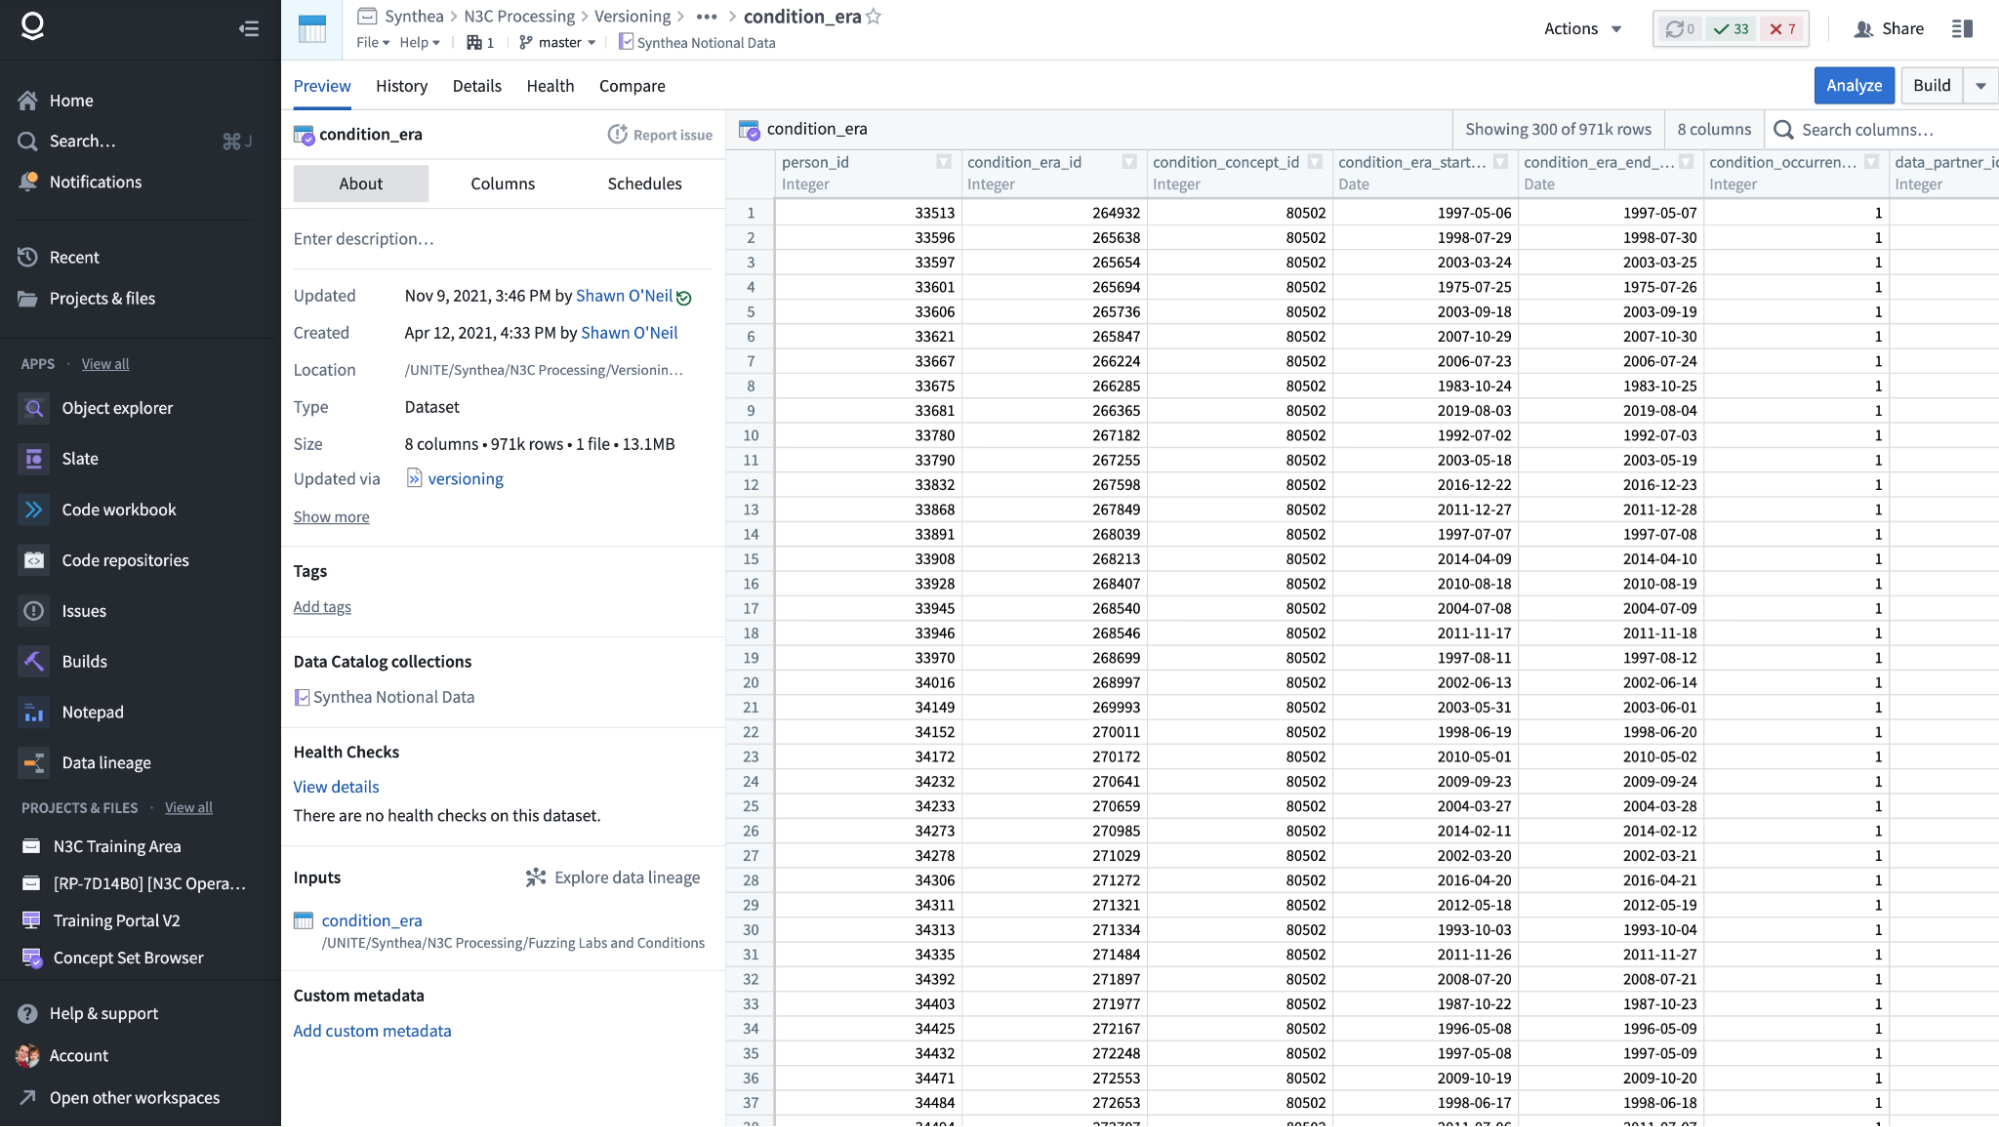 Synthea > N3C Processing > Versioning > ••• > condition_era
File Help 1 master Synthea Notional Data
Actions 0 33 7 Share
Home
Search… ⌘ J
Notifications
Recent
Projects & files
APPS · View all
Object explorer
Slate
Code workbook
Code repositories
Issues
Builds
Notepad
Data lineage
PROJECTS & FILES · View all
N3C Training Area
[RP-7D14B0] [N3C Opera…
Training Portal V2
Concept Set Browser
Help & support
Account
Open other workspaces
Preview History Details Health Compare
Analyze Build
condition_era Report issue
About Columns Schedules
Enter description…
Updated Nov 9, 2021, 3:46 PM by Shawn O'Neil
Created Apr 12, 2021, 4:33 PM by Shawn O'Neil
Location /UNITE/Synthea/N3C Processing/Versionin…
Type Dataset
Size 8 columns • 971k rows • 1 file • 13.1MB
Updated via versioning
Show more
Tags
Add tags
Data Catalog collections
Synthea Notional Data
Health Checks
View details
There are no health checks on this dataset.
Inputs Explore data lineage
condition_era
/UNITE/Synthea/N3C Processing/Fuzzing Labs and Conditions
Custom metadata
Add custom metadata
condition_era Showing 300 of 971k rows 8 columns Search columns…
person_id condition_era_id condition_concept_id condition_era_start… condition_era_end_… condition_occurren… data_partner_i
Integer Integer Integer Date Date Integer Integer
1 33513 264932 80502 1997-05-06 1997-05-07 1
2 33596 265638 80502 1998-07-29 1998-07-30 1
3 33597 265654 80502 2003-03-24 2003-03-25 1
4 33601 265694 80502 1975-07-25 1975-07-26 1
5 33606 265736 80502 2003-09-18 2003-09-19 1
6 33621 265847 80502 2007-10-29 2007-10-30 1
7 33667 266224 80502 2006-07-23 2006-07-24 1
8 33675 266285 80502 1983-10-24 1983-10-25 1
9 33681 266365 80502 2019-08-03 2019-08-04 1
10 33780 267182 80502 1992-07-02 1992-07-03 1
11 33790 267255 80502 2003-05-18 2003-05-19 1
12 33832 267598 80502 2016-12-22 2016-12-23 1
13 33868 267849 80502 2011-12-27 2011-12-28 1
14 33891 268039 80502 1997-07-07 1997-07-08 1
15 33908 268213 80502 2014-04-09 2014-04-10 1
16 33928 268407 80502 2010-08-18 2010-08-19 1
17 33945 268540 80502 2004-07-08 2004-07-09 1
18 33946 268546 80502 2011-11-17 2011-11-18 1
19 33970 268699 80502 1997-08-11 1997-08-12 1
20 34016 268997 80502 2002-06-13 2002-06-14 1
21 34149 269993 80502 2003-05-31 2003-06-01 1
22 34152 270011 80502 1998-06-19 1998-06-20 1
23 34172 270172 80502 2010-05-01 2010-05-02 1
24 34232 270641 80502 2009-09-23 2009-09-24 1
25 34233 270659 80502 2004-03-27 2004-03-28 1
26 34273 270985 80502 2014-02-11 2014-02-12 1
27 34278 271029 80502 2002-03-20 2002-03-21 1
28 34306 271272 80502 2016-04-20 2016-04-21 1
29 34311 271321 80502 2012-05-18 2012-05-19 1
30 34313 271334 80502 1993-10-03 1993-10-04 1
31 34335 271484 80502 2011-11-26 2011-11-27 1
32 34392 271897 80502 2008-07-20 2008-07-21 1
33 34403 271977 80502 1987-10-22 1987-10-23 1
34 34425 272167 80502 1996-05-08 1996-05-09 1
35 34432 272248 80502 1997-05-08 1997-05-09 1
36 34471 272553 80502 2009-10-19 2009-10-20 1
37 34484 272653 80502 1998-06-17 1998-06-18 1